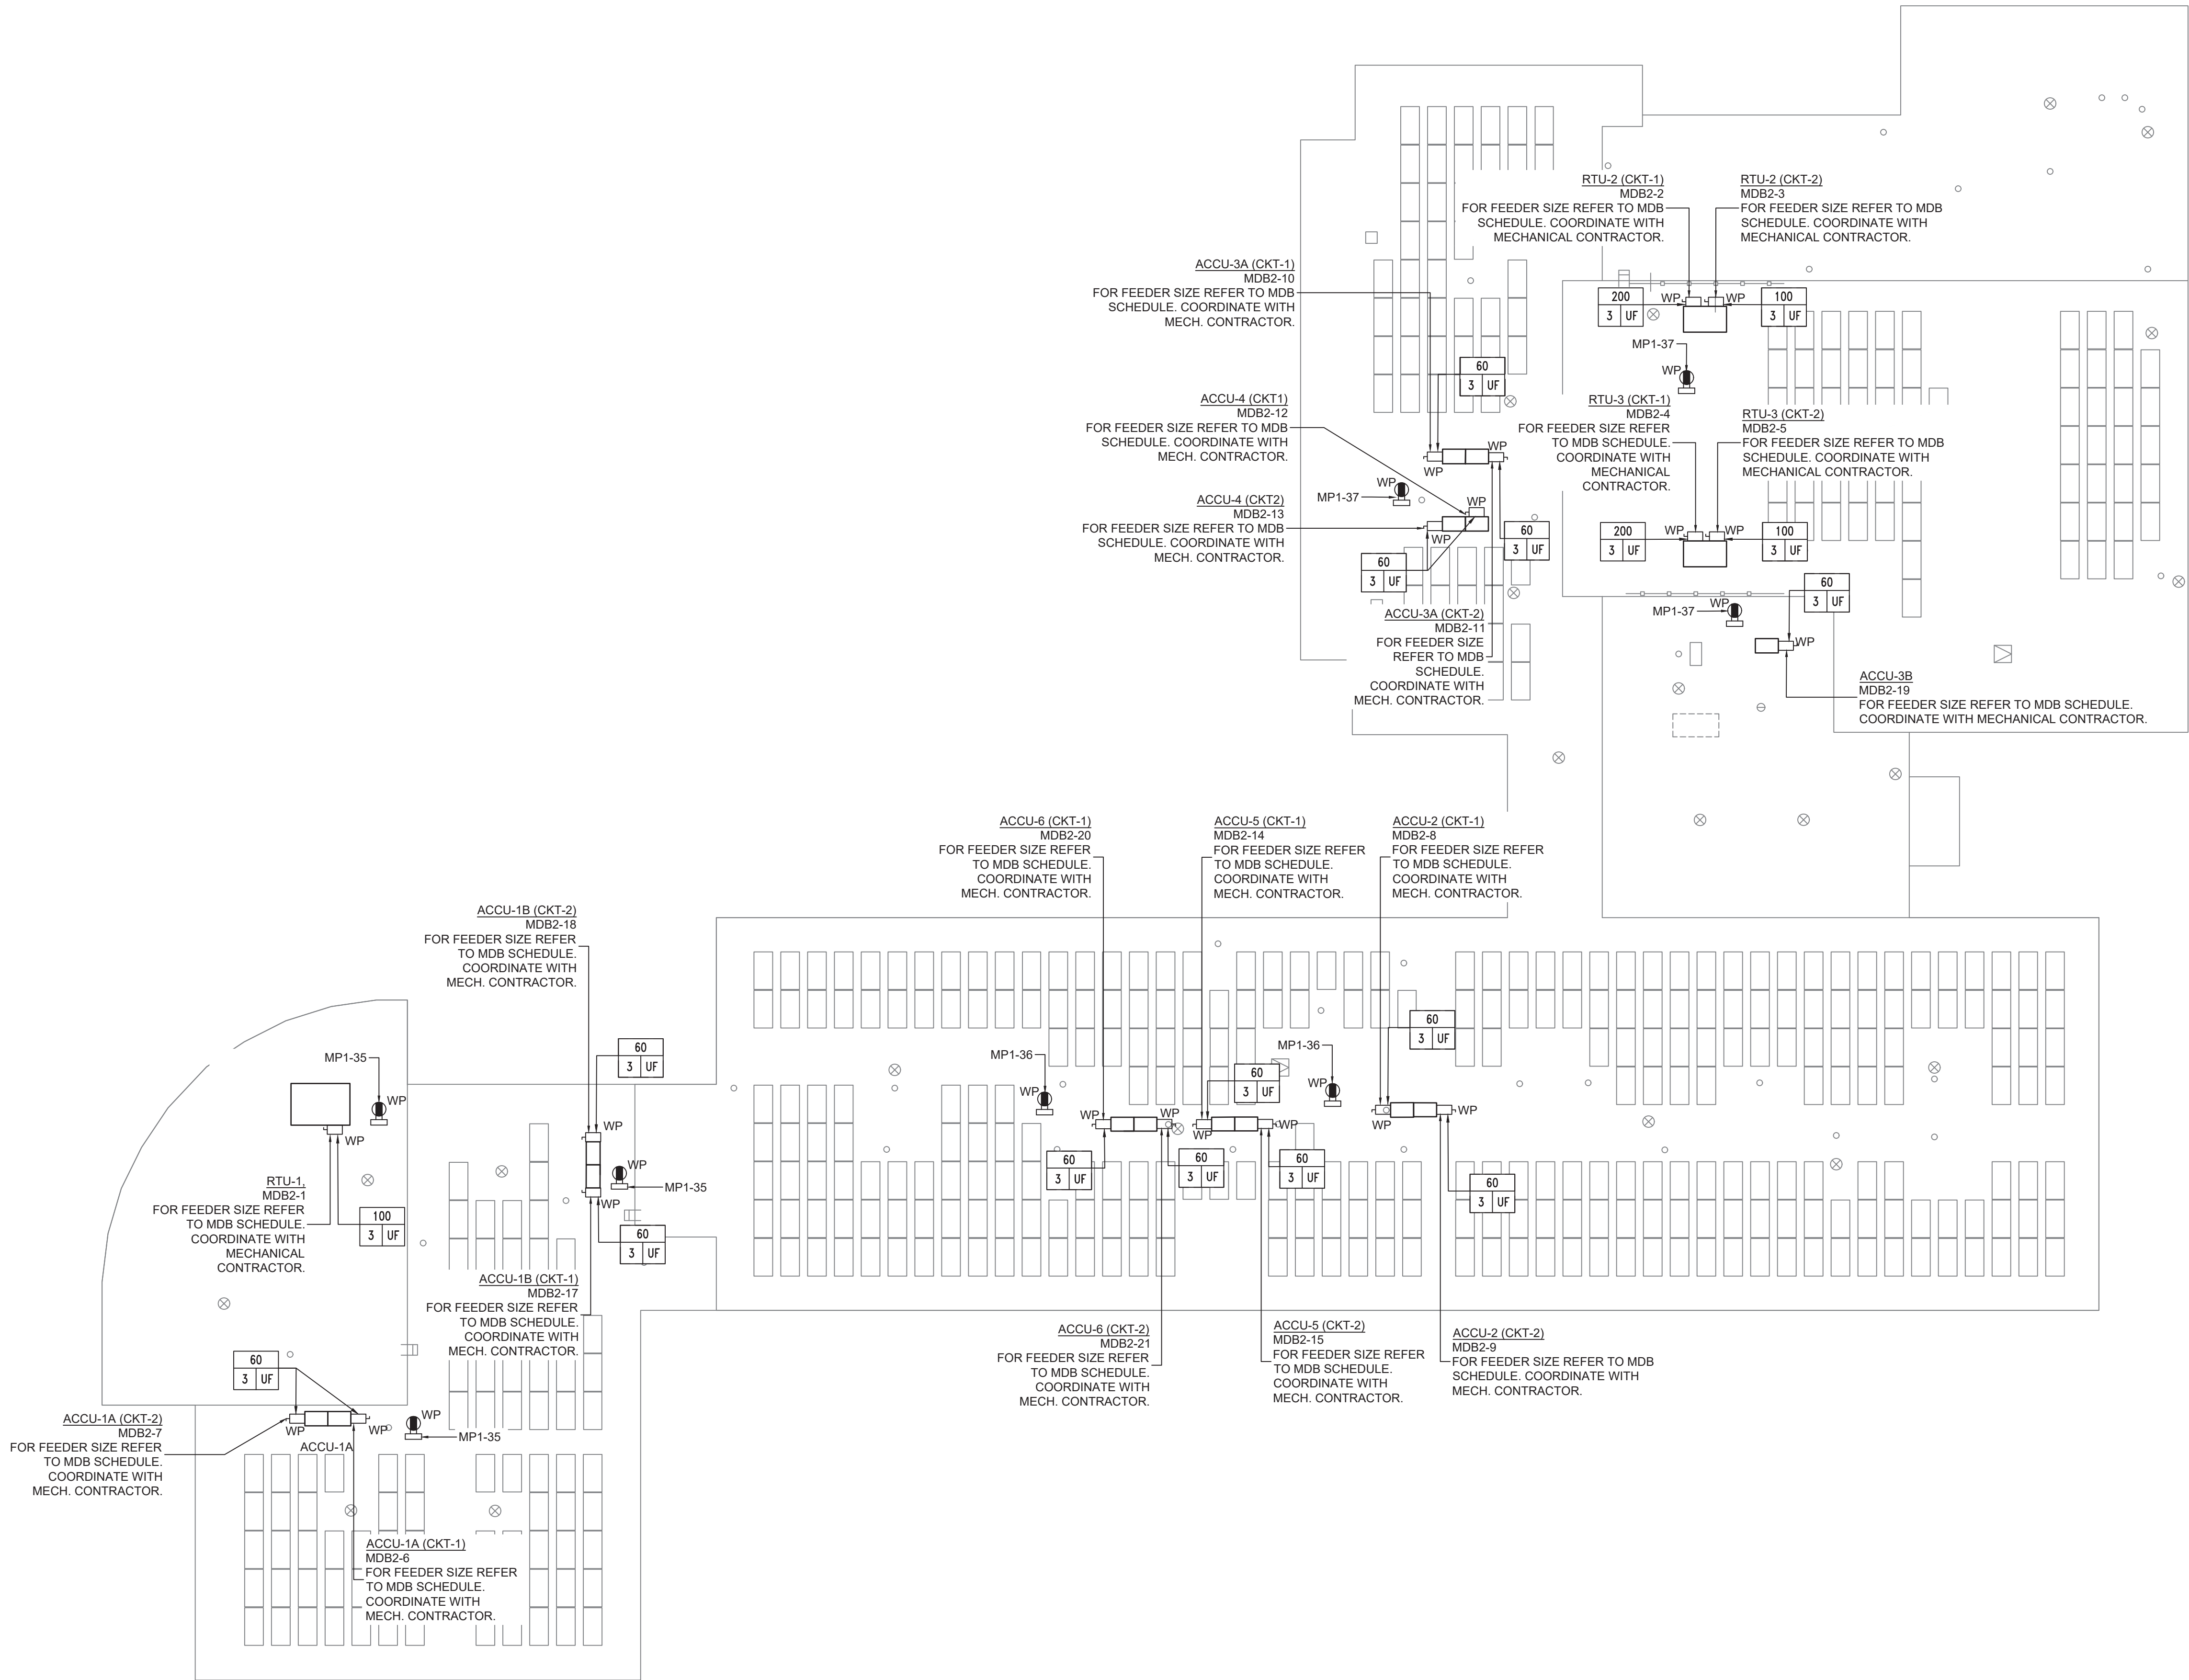 RTU-2 (CKT-1)
MDB2-2
FOR FEEDER SIZE REFER TO MDB
SCHEDULE. COORDINATE WITH
MECHANICAL CONTRACTOR.
RTU-2 (CKT-2)
MDB2-3
FOR FEEDER SIZE REFER TO MDB
SCHEDULE. COORDINATE WITH
MECHANICAL CONTRACTOR.
ACCU-3A (CKT-1)
MDB2-10
FOR FEEDER SIZE REFER TO MDB
SCHEDULE. COORDINATE WITH
MECH. CONTRACTOR.
200
3 UF
WP
WP
100
3 UF
MP1-37
WP
60
3 UF
ACCU-4 (CKT1)
MDB2-12
FOR FEEDER SIZE REFER TO MDB
SCHEDULE. COORDINATE WITH
MECH. CONTRACTOR.
RTU-3 (CKT-1)
MDB2-4
FOR FEEDER SIZE REFER
TO MDB SCHEDULE.
COORDINATE WITH
MECHANICAL
CONTRACTOR.
RTU-3 (CKT-2)
MDB2-5
FOR FEEDER SIZE REFER TO MDB
SCHEDULE. COORDINATE WITH
MECHANICAL CONTRACTOR.
WP
WP
WP
MP1-37
WP
ACCU-4 (CKT2)
MDB2-13
FOR FEEDER SIZE REFER TO MDB
SCHEDULE. COORDINATE WITH
MECH. CONTRACTOR.
WP
60
3 UF
60
3 UF
200
3 UF
WP
WP
100
3 UF
60
3 UF
MP1-37
WP
WP
ACCU-3A (CKT-2)
MDB2-11
FOR FEEDER SIZE
REFER TO MDB
SCHEDULE.
COORDINATE WITH
MECH. CONTRACTOR.
ACCU-3B
MDB2-19
FOR FEEDER SIZE REFER TO MDB SCHEDULE.
COORDINATE WITH MECHANICAL CONTRACTOR.
ACCU-6 (CKT-1)
MDB2-20
FOR FEEDER SIZE REFER
TO MDB SCHEDULE.
COORDINATE WITH
MECH. CONTRACTOR.
ACCU-5 (CKT-1)
MDB2-14
FOR FEEDER SIZE REFER
TO MDB SCHEDULE.
COORDINATE WITH
MECH. CONTRACTOR.
ACCU-2 (CKT-1)
MDB2-8
FOR FEEDER SIZE REFER
TO MDB SCHEDULE.
COORDINATE WITH
MECH. CONTRACTOR.
ACCU-1B (CKT-2)
MDB2-18
FOR FEEDER SIZE REFER
TO MDB SCHEDULE.
COORDINATE WITH
MECH. CONTRACTOR.
60
3 UF
MP1-35
WP
WP
60
3 UF
WP
WP
MP1-35
WP
60
3 UF
MP1-36
WP
WP
WP
60
3 UF
WP
WP
60
3 UF
60
3 UF
60
3 UF
MP1-36
WP
60
3 UF
WP
WP
60
3 UF
RTU-1,
MDB2-1
FOR FEEDER SIZE REFER
TO MDB SCHEDULE.
COORDINATE WITH
MECHANICAL
CONTRACTOR.
100
3 UF
ACCU-1B (CKT-1)
MDB2-17
FOR FEEDER SIZE REFER
TO MDB SCHEDULE.
COORDINATE WITH
MECH. CONTRACTOR.
ACCU-6 (CKT-2)
MDB2-21
FOR FEEDER SIZE REFER
TO MDB SCHEDULE.
COORDINATE WITH
MECH. CONTRACTOR.
ACCU-5 (CKT-2)
MDB2-15
FOR FEEDER SIZE REFER
TO MDB SCHEDULE.
COORDINATE WITH
MECH. CONTRACTOR.
ACCU-2 (CKT-2)
MDB2-9
FOR FEEDER SIZE REFER TO MDB
SCHEDULE. COORDINATE WITH
MECH. CONTRACTOR.
60
3 UF
ACCU-1A (CKT-2)
MDB2-7
FOR FEEDER SIZE REFER
TO MDB SCHEDULE.
COORDINATE WITH
MECH. CONTRACTOR.
WP
WP
ACCU-1A
WP
MP1-35
ACCU-1A (CKT-1)
MDB2-6
FOR FEEDER SIZE REFER
TO MDB SCHEDULE.
COORDINATE WITH
MECH. CONTRACTOR.